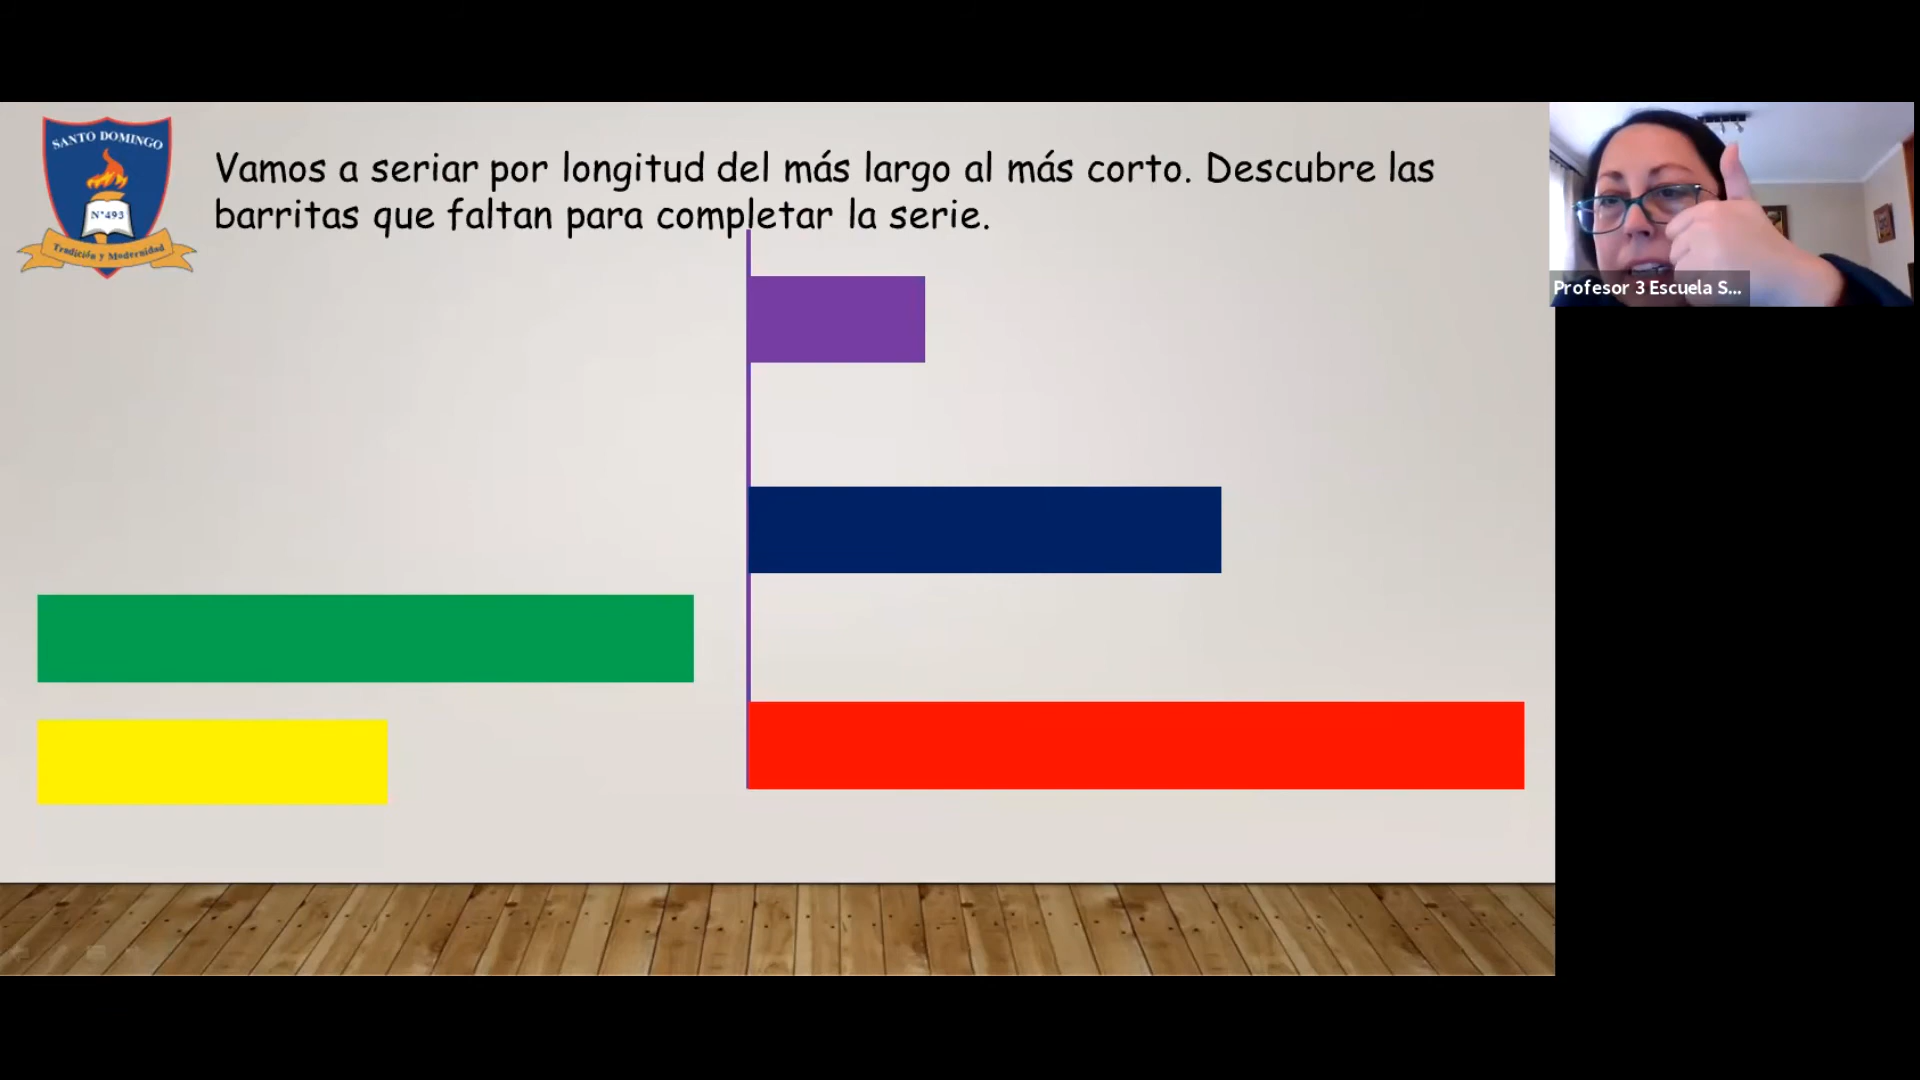 SANTO DOMINGO
N°493
Tradición y Modernidad
Vamos a seriar por longitud del más largo al más corto. Descubre las
barritas que faltan para completar la serie.
Profesor 3 Escuela S...